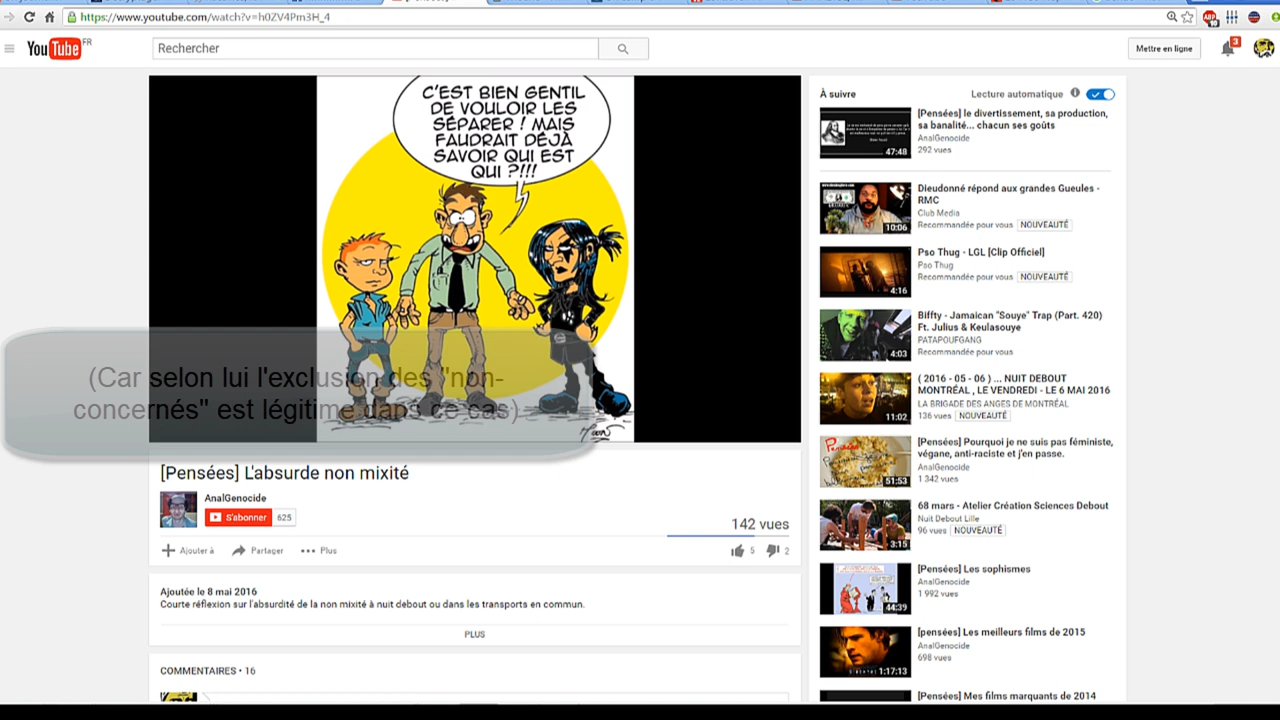 https://www.youtube.com/watch?v=h0ZV4Pm3H_4
ABP
You Tube FR
Rechercher
Mettre en ligne
3
C'EST BIEN GENTIL
DE VOULOIR LES
SÉPARER ! MAIS
FAUDRAIT DÉJÀ
SAVOIR QUI EST
QUI ?!!!
(Car selon lui l'exclusion des "non-
concernés" est légitime dans ce cas)
[Pensées] L'absurde non mixité
AnalGenocide
S'abonner 625
142 vues
Ajouter à Partager Plus
5 2
Ajoutée le 8 mai 2016
Courte réflexion sur l'absurdité de la non mixité à nuit debout ou dans les transports en commun.
PLUS
COMMENTAIRES • 16
À suivre
Lecture automatique
47:48
[Pensées] le divertissement, sa production,
sa banalité... chacun ses goûts
AnalGenocide
292 vues
10:06
Dieudonné répond aux grandes Gueules -
RMC
Club Media
Recommandée pour vous NOUVEAUTÉ
4:16
Pso Thug - LGL [Clip Officiel]
Pso Thug
Recommandée pour vous NOUVEAUTÉ
4:03
Biffty - Jamaican "Souye" Trap (Part. 420)
Ft. Julius & Keulasouye
PATAPOUFGANG
Recommandée pour vous
11:02
( 2016 - 05 - 06 ) ... NUIT DEBOUT
MONTRÉAL , LE VENDREDI - LE 6 MAI 2016
LA BRIGADE DES ANGES DE MONTRÉAL
136 vues NOUVEAUTÉ
51:53
[Pensées] Pourquoi je ne suis pas féministe,
végane, anti-raciste et j'en passe.
AnalGenocide
1 342 vues
3:15
68 mars - Atelier Création Sciences Debout
Nuit Debout Lille
96 vues NOUVEAUTÉ
44:39
[Pensées] Les sophismes
AnalGenocide
1 992 vues
1:17:13
[pensées] Les meilleurs films de 2015
AnalGenocide
698 vues
[Pensées] Mes films marquants de 2014